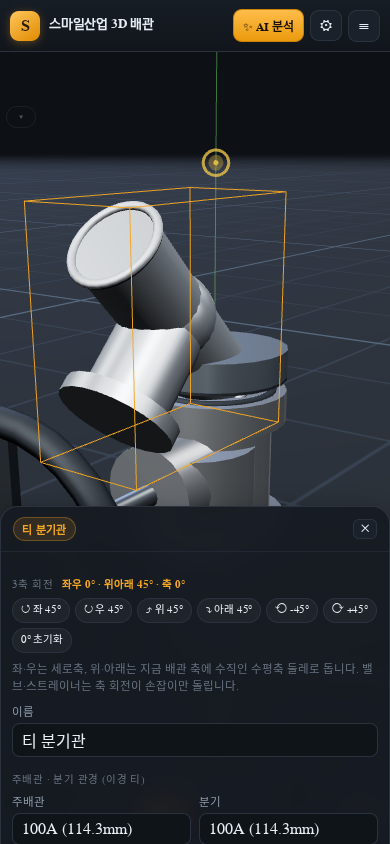 S 스마일산업 3D 배관 ✨ AI 분석 ⚙ ≡
티 분기관 ✕
3축 회전 좌우 0° · 위아래 45° · 축 0°
좌 45° 우 45° 위 45° 아래 45° -45° +45°
0° 초기화
좌·우는 세로축, 위·아래는 지금 배관 축에 수직인 수평축 둘레로 돕니다. 밸
브·스트레이너는 축 회전이 손잡이만 돌립니다.
이름
티 분기관
주배관 · 분기 관경 (이경 티)
주배관 분기
100A (114.3mm) 100A (114.3mm)